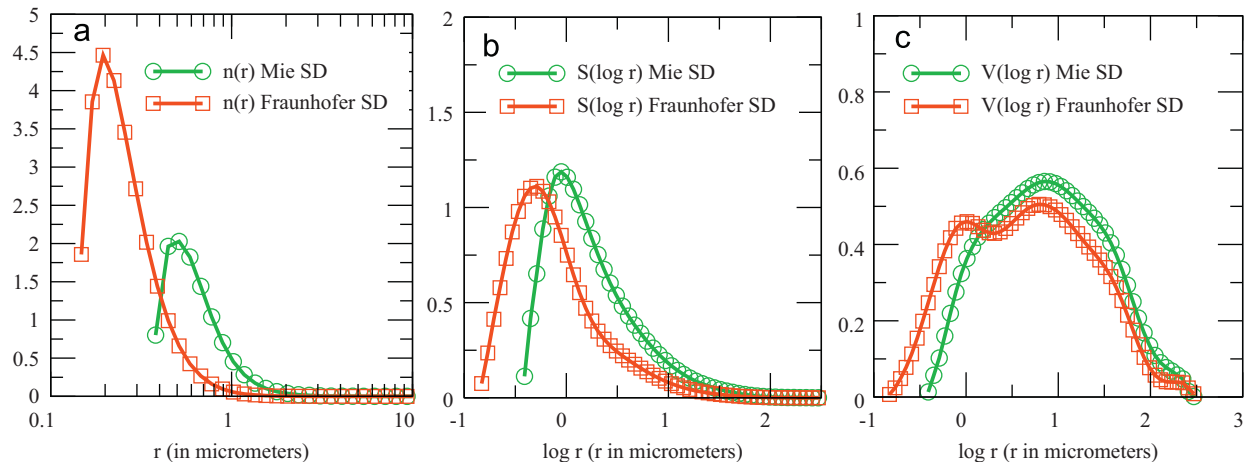 a
n(r) Mie SD
n(r) Fraunhofer SD
5
4.5
4
3.5
3
2.5
2
1.5
1
0.5
0
0.1
1
10
r (in micrometers)
b
S(log r) Mie SD
S(log r) Fraunhofer SD
2
1.5
1
0.5
0
-1
0
1
2
log r (r in micrometers)
c
V(log r) Mie SD
V(log r) Fraunhofer SD
1
0.8
0.6
0.4
0.2
0
-1
0
1
2
3
log r (r in micrometers)